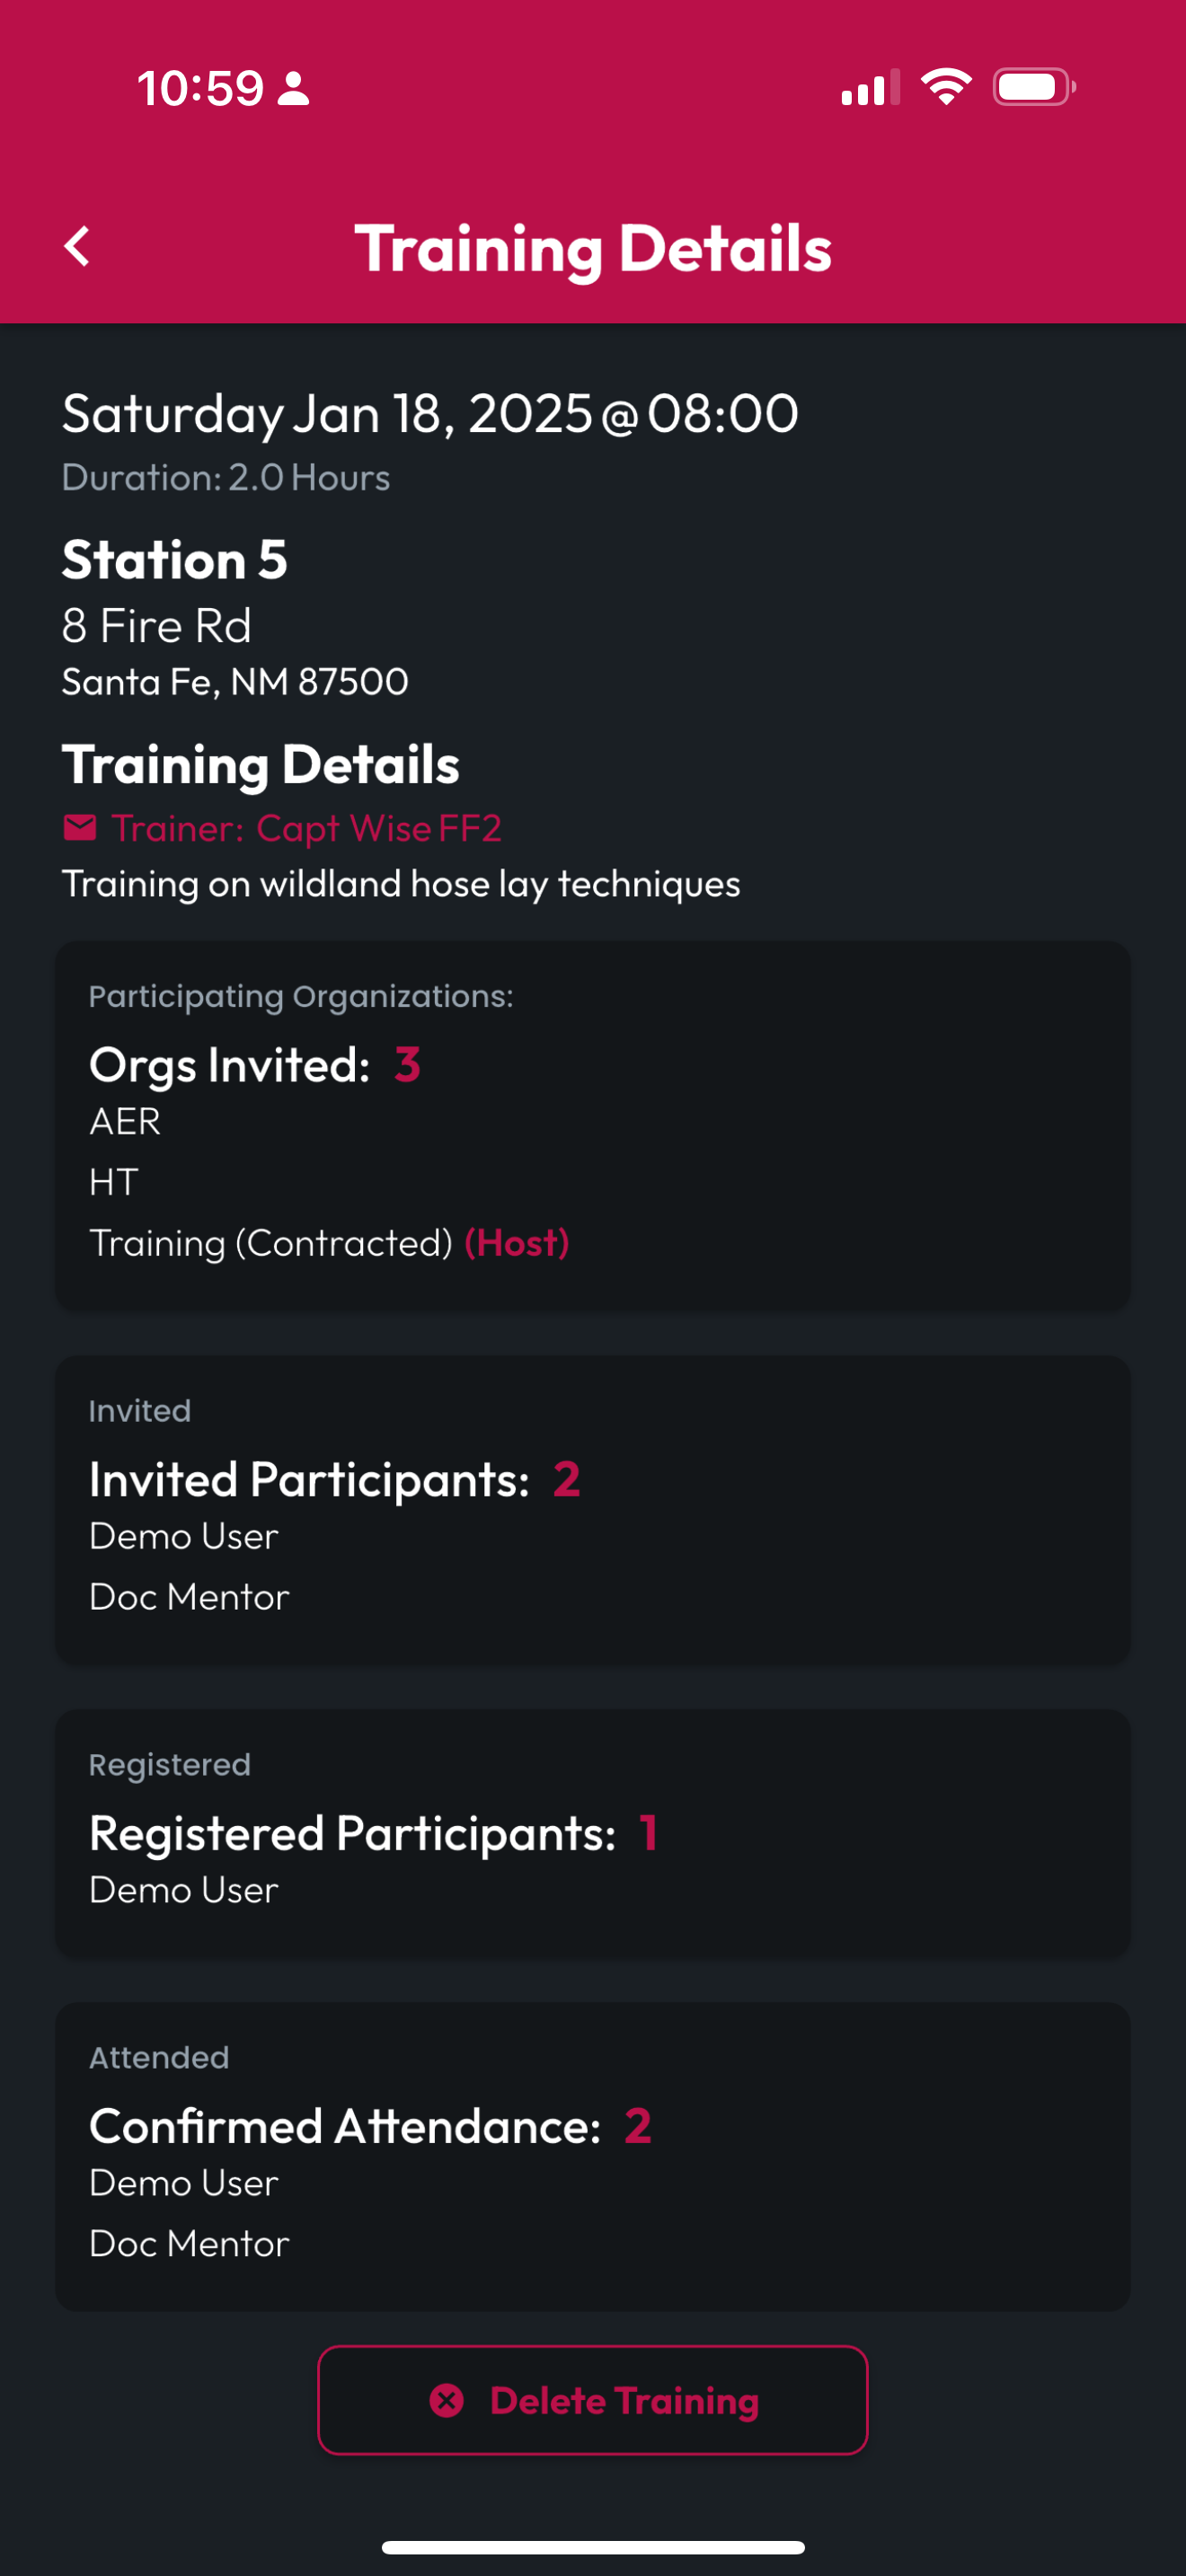 10:59
Training Details
Saturday Jan 18, 2025 @ 08:00
Duration: 2.0 Hours
Station 5
8 Fire Rd
Santa Fe, NM 87500
Training Details
Trainer: Capt Wise FF2
Training on wildland hose lay techniques
Participating Organizations:
Orgs Invited: 3
AER
HT
Training (Contracted) (Host)
Invited
Invited Participants: 2
Demo User
Doc Mentor
Registered
Registered Participants: 1
Demo User
Attended
Confirmed Attendance: 2
Demo User
Doc Mentor
Delete Training